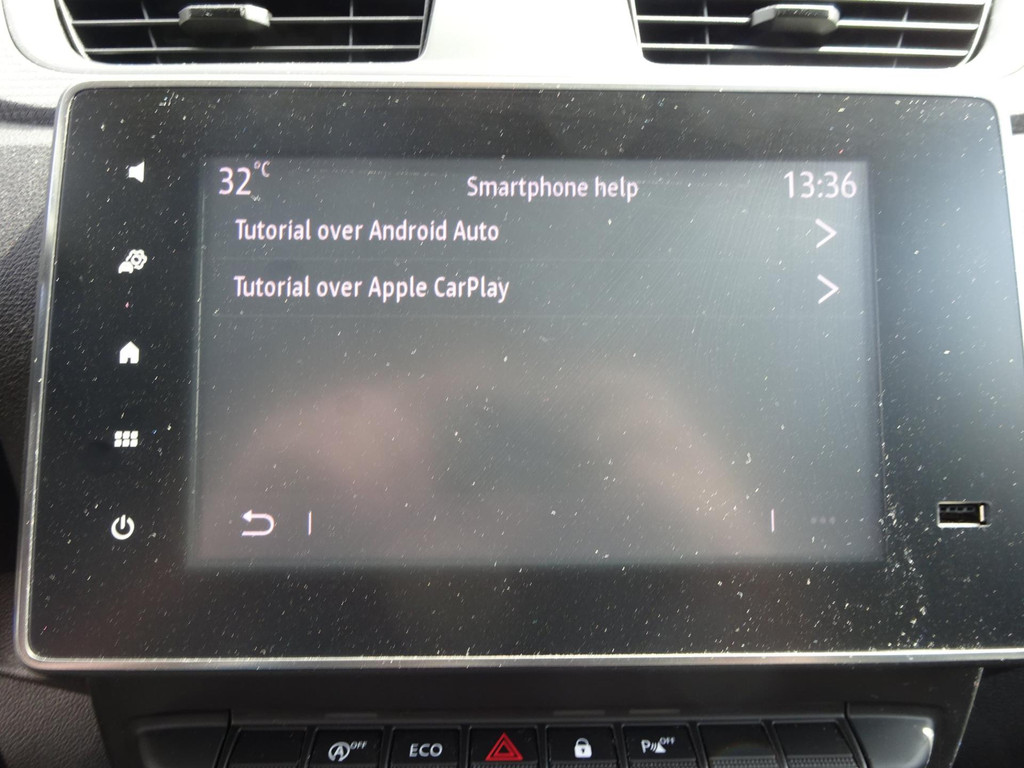 32°C Smartphone help 13:36
Tutorial over Android Auto
Tutorial over Apple CarPlay
A OFF ECO P OFF